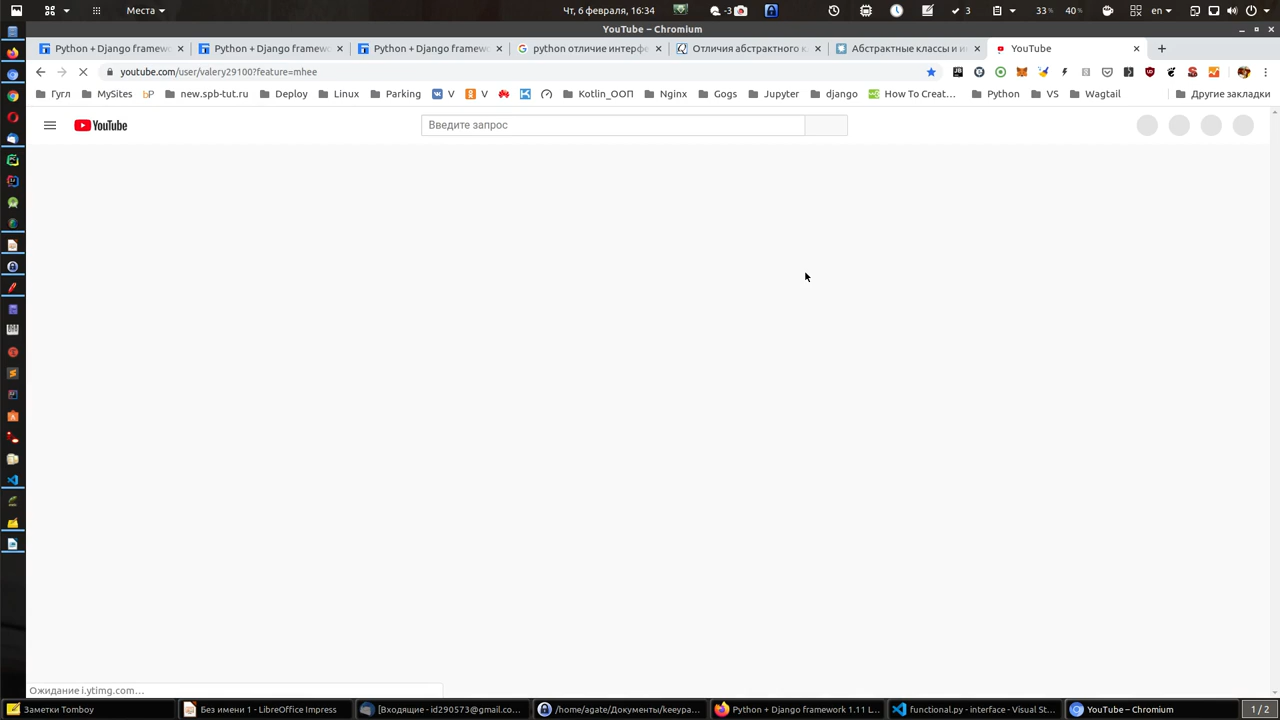 Места
Чт, 6 февраля, 16:34
-3
3
33%
40%
en
YouTube – Chromium
Python + Django framew
Python + Django framew
Python + Django framew
python отличие интерфе
Отличия абстрактного к
Абстрактные классы и и
YouTube
youtube.com/user/valery29100?feature=mhee
Гугл
MySites
bP
new.spb-tut.ru
Deploy
Linux
Parking
V
V
Kotlin_ООП
Nginx
Gogs
Jupyter
django
How To Creat…
Python
VS
Wagtail
Другие закладки
YouTube
Введите запрос
Ожидание i.ytimg.com…
Заметки Tomboy
Без имени 1 - LibreOffice Impress
[Входящие - id290573@gmail.co…
/home/agate/Документы/keeyра…
Python + Django framework 1.11 L…
functional.py - interface - Visual St…
YouTube – Chromium
1 / 2